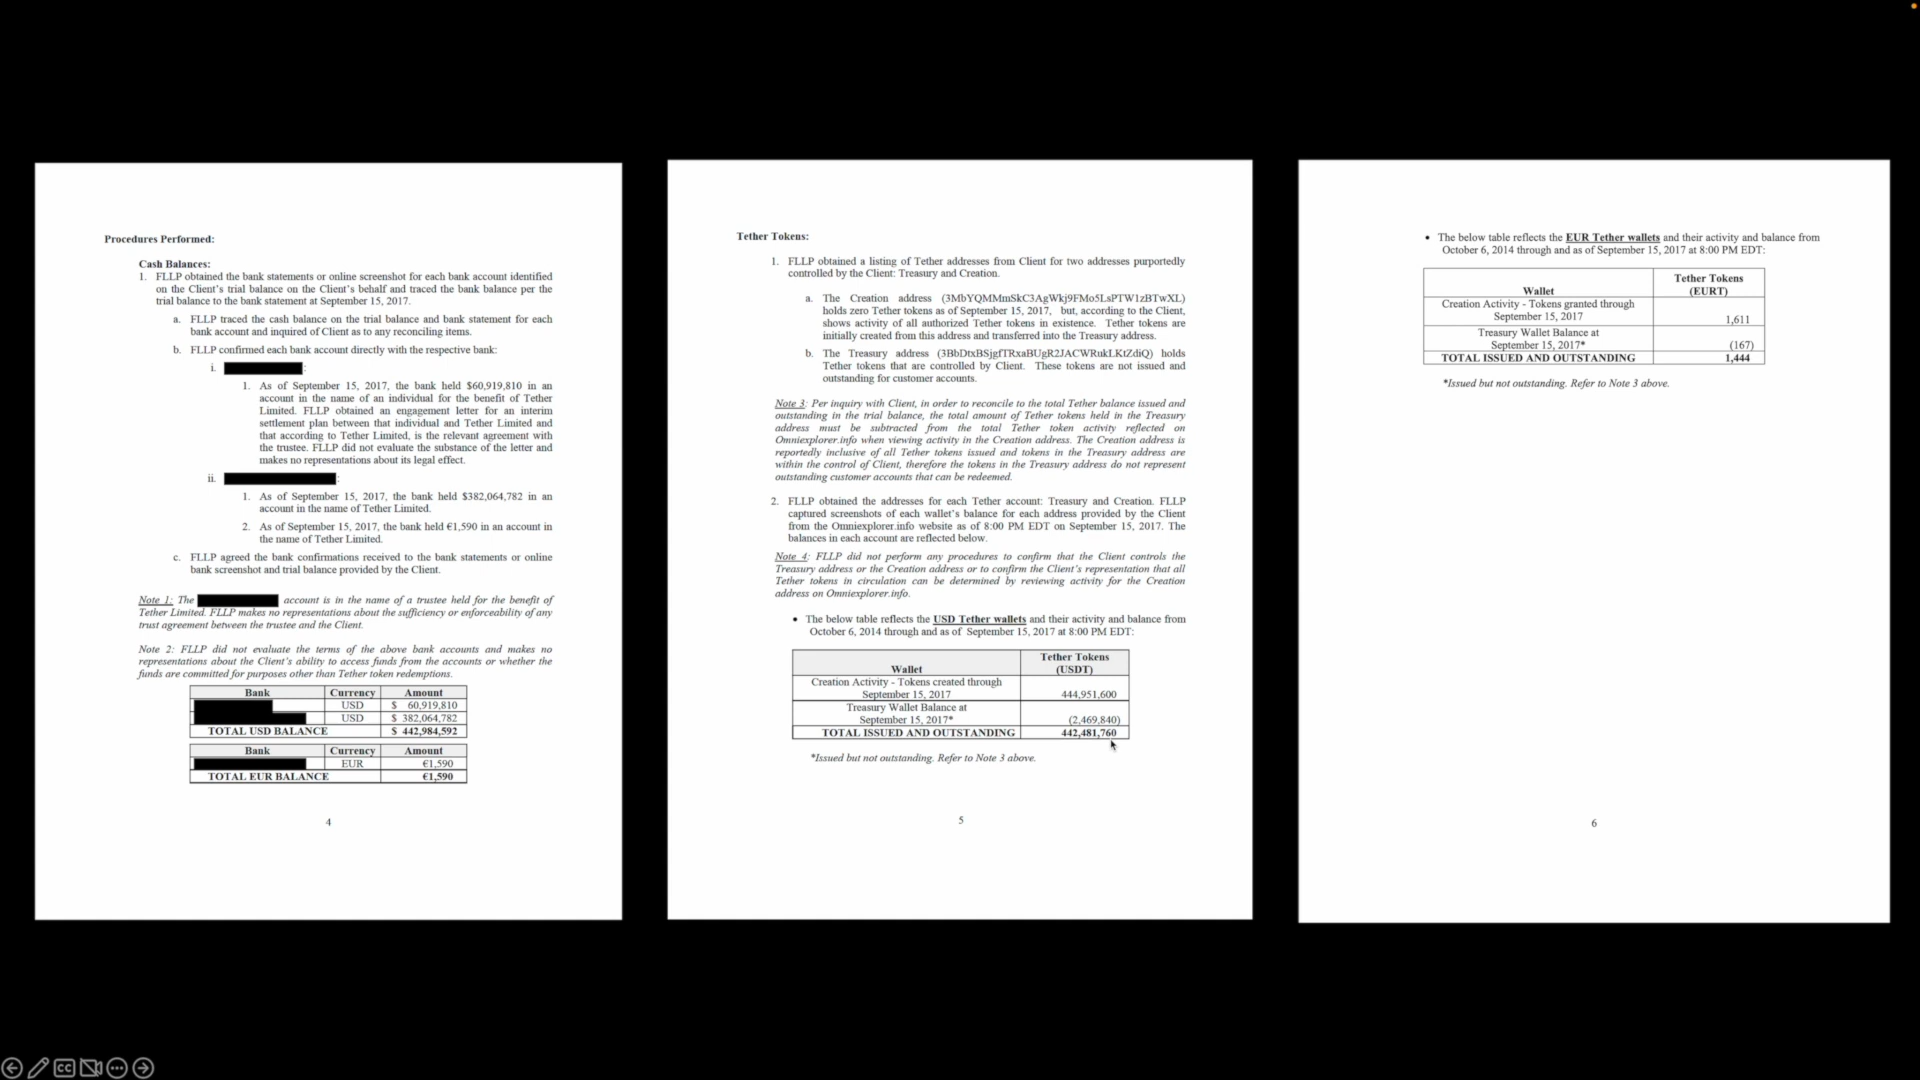 Procedures Performed:
Cash Balances:
1. FLLP obtained the bank statements or online screenshot for each bank account identified
on the Client's trial balance on the Client's behalf and traced the bank balance per the
trial balance to the bank statement at September 15, 2017.
a. FLLP traced the cash balance on the trial balance and bank statement for each
bank account and inquired of Client as to any reconciling items.
b. FLLP confirmed each bank account directly with the respective bank:
i. :
1. As of September 15, 2017, the bank held $60,919,810 in an
account in the name of an individual for the benefit of Tether
Limited. FLLP obtained an engagement letter for an interim
settlement plan between that individual and Tether Limited and
that according to Tether Limited, is the relevant agreement with
the trustee. FLLP did not evaluate the substance of the letter and
makes no representations about its legal effect.
ii. :
1. As of September 15, 2017, the bank held $382,064,782 in an
account in the name of Tether Limited.
2. As of September 15, 2017, the bank held €1,590 in an account in
the name of Tether Limited.
c. FLLP agreed the bank confirmations received to the bank statements or online
bank screenshot and trial balance provided by the Client.
Note 1: The account is in the name of a trustee held for the benefit of
Tether Limited. FLLP makes no representations about the sufficiency or enforceability of any
trust agreement between the trustee and the Client.
Note 2: FLLP did not evaluate the terms of the above bank accounts and makes no
representations about the Client's ability to access funds from the accounts or whether the
funds are committed for purposes other than Tether token redemptions.
Bank Currency Amount
USD $ 60,919,810
USD $ 382,064,782
TOTAL USD BALANCE $ 442,984,592
Bank Currency Amount
EUR €1,590
TOTAL EUR BALANCE €1,590
4
Tether Tokens:
1. FLLP obtained a listing of Tether addresses from Client for two addresses purportedly
controlled by the Client: Treasury and Creation.
a. The Creation address (3MbYQMMmSkC3AgWkj9FMo5LsPTW1zBTwXL)
holds zero Tether tokens as of September 15, 2017, but, according to the Client,
shows activity of all authorized Tether tokens in existence. Tether tokens are
initially created from this address and transferred into the Treasury address.
b. The Treasury address (3BbDtxBSjgfTRxaBUgR2JACWRukLKtZdiQ) holds
Tether tokens that are controlled by Client. These tokens are not issued and
outstanding for customer accounts.
Note 3: Per inquiry with Client, in order to reconcile to the total Tether balance issued and
outstanding in the trial balance, the total amount of Tether tokens held in the Treasury
address must be subtracted from the total Tether token activity reflected on
Omniexplorer.info when viewing activity in the Creation address. The Creation address is
reportedly inclusive of all Tether tokens issued and tokens in the Treasury address are
within the control of Client, therefore the tokens in the Treasury address do not represent
outstanding customer accounts that can be redeemed.
2. FLLP obtained the addresses for each Tether account: Treasury and Creation. FLLP
captured screenshots of each wallet's balance for each address provided by the Client
from the Omniexplorer.info website as of 8:00 PM EDT on September 15, 2017. The
balances in each account are reflected below.
Note 4: FLLP did not perform any procedures to confirm that the Client controls the
Treasury address or the Creation address or to confirm the Client's representation that all
Tether tokens in circulation can be determined by reviewing activity for the Creation
address on Omniexplorer.info.
• The below table reflects the USD Tether wallets and their activity and balance from
October 6, 2014 through and as of September 15, 2017 at 8:00 PM EDT:
Wallet Tether Tokens (USDT)
Creation Activity - Tokens created through
September 15, 2017 444,951,600
Treasury Wallet Balance at
September 15, 2017* (2,469,840)
TOTAL ISSUED AND OUTSTANDING 442,481,760
*Issued but not outstanding. Refer to Note 3 above.
5
• The below table reflects the EUR Tether wallets and their activity and balance from
October 6, 2014 through and as of September 15, 2017 at 8:00 PM EDT:
Wallet Tether Tokens (EURT)
Creation Activity - Tokens granted through
September 15, 2017 1,611
Treasury Wallet Balance at
September 15, 2017* (167)
TOTAL ISSUED AND OUTSTANDING 1,444
*Issued but not outstanding. Refer to Note 3 above.
6
CC